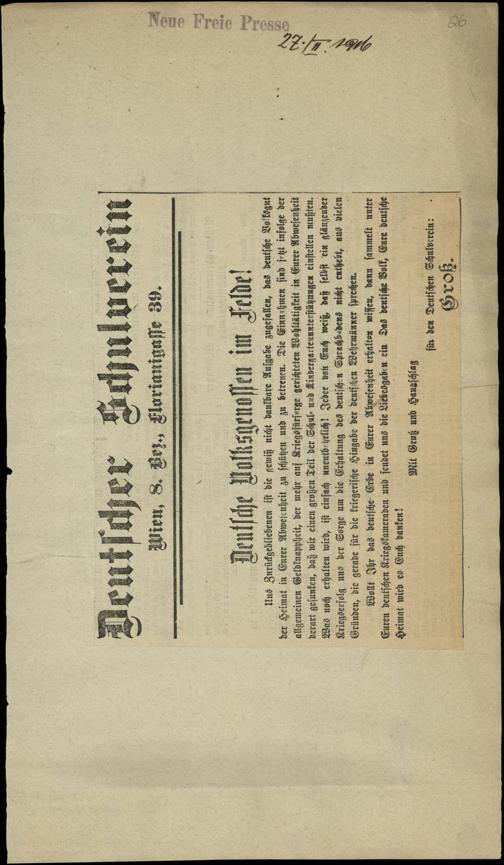 Neue Freie Presse
27./II. 1916
26
Deutscher Schulverein
Wien, 8. Bez., Florianigasse 39.
Deutsche Volksgenossen im Felde!
Uns Zurückgebliebenen ist die gewiß nicht dankbare Aufgabe zugefallen, das deutsche Volksgut
der Heimat in Eurer Abwesenheit zu schützen und zu betreuen. Die Einnahmen sind jetzt infolge der
allgemeinen Geldknappheit, der mehr auf Kriegsfürsorge gerichteten Wohltätigkeit in Eurer Abwesenheit
derart gesunken, daß wir einen großen Teil der Schul- und Kindergartenunterstützungen einstellen mußten.
Was noch erhalten wird, ist einfach unentbehrlich! Jeder von Euch weiß, daß selbst ein glänzender
Kriegserfolg uns der Sorge um die Erhaltung des deutschen Sprachbodens nicht enthebt, aus vielen
Gründen, die gerade für die kriegerische Hingabe der deutschen Wehrmänner sprechen.
Wollt Ihr das deutsche Erbe in Eurer Abwesenheit erhalten wissen, dann sammelt unter
Euren deutschen Kriegskameraden und sendet uns die Liebesgaben ein. Das deutsche Volk, Eure deutsche
Heimat wird es Euch danken!
Mit Gruß und Handschlag
für den Deutschen Schulverein:
Groß.